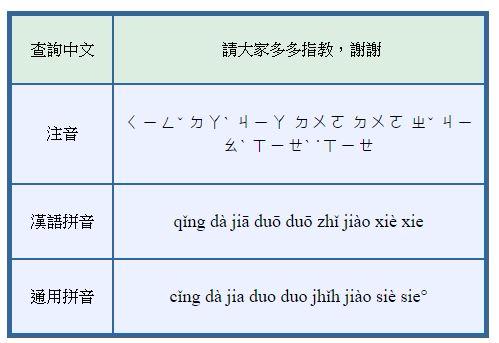 查詢中文 請大家多多指教，謝謝
注音 ㄑㄧㄥˇ ㄉㄚˋ ㄐㄧㄚ ㄉㄨㄛ ㄉㄨㄛ ㄓˇ ㄐㄧ
ㄠˋ ㄒㄧㄝˋ ˙ㄒㄧㄝ
漢語拼音 qǐng dà jiā duō duō zhǐ jiào xiè xie
通用拼音 cǐng dà jia duo duo jhǐh jiào siè sie°